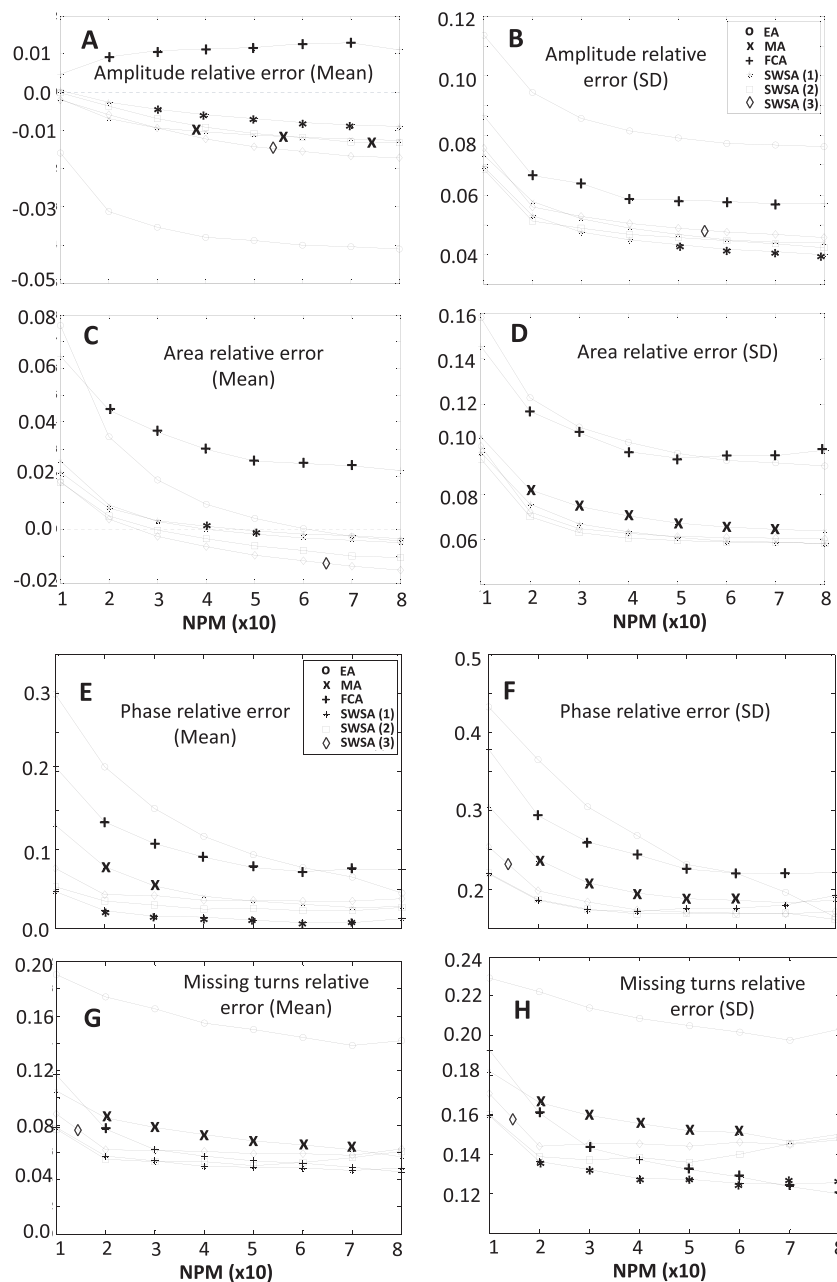 A
Amplitude relative error (Mean)
0.01
0.0
-0.01
-0.03
-0.05
B
Amplitude relative
error (SD)
0.12
0.10
0.08
0.06
0.04
EA
MA
FCA
SWSA (1)
SWSA (2)
SWSA (3)
C
Area relative error
(Mean)
0.08
0.06
0.04
0.02
0.0
-0.02
1 2 3 4 5 6 7 8
NPM (x10)
D
Area relative error (SD)
0.16
0.14
0.12
0.10
0.08
0.06
1 2 3 4 5 6 7 8
NPM (x10)
E
Phase relative error
(Mean)
0.3
0.2
0.1
0.0
EA
MA
FCA
SWSA (1)
SWSA (2)
SWSA (3)
F
Phase relative error (SD)
0.5
0.4
0.3
0.2
G
Missing turns relative
error (Mean)
0.20
0.16
0.12
0.08
0.04
0.0
1 2 3 4 5 6 7 8
NPM (x10)
H
Missing turns relative
error (SD)
0.24
0.22
0.20
0.16
0.14
0.12
1 2 3 4 5 6 7 8
NPM (x10)